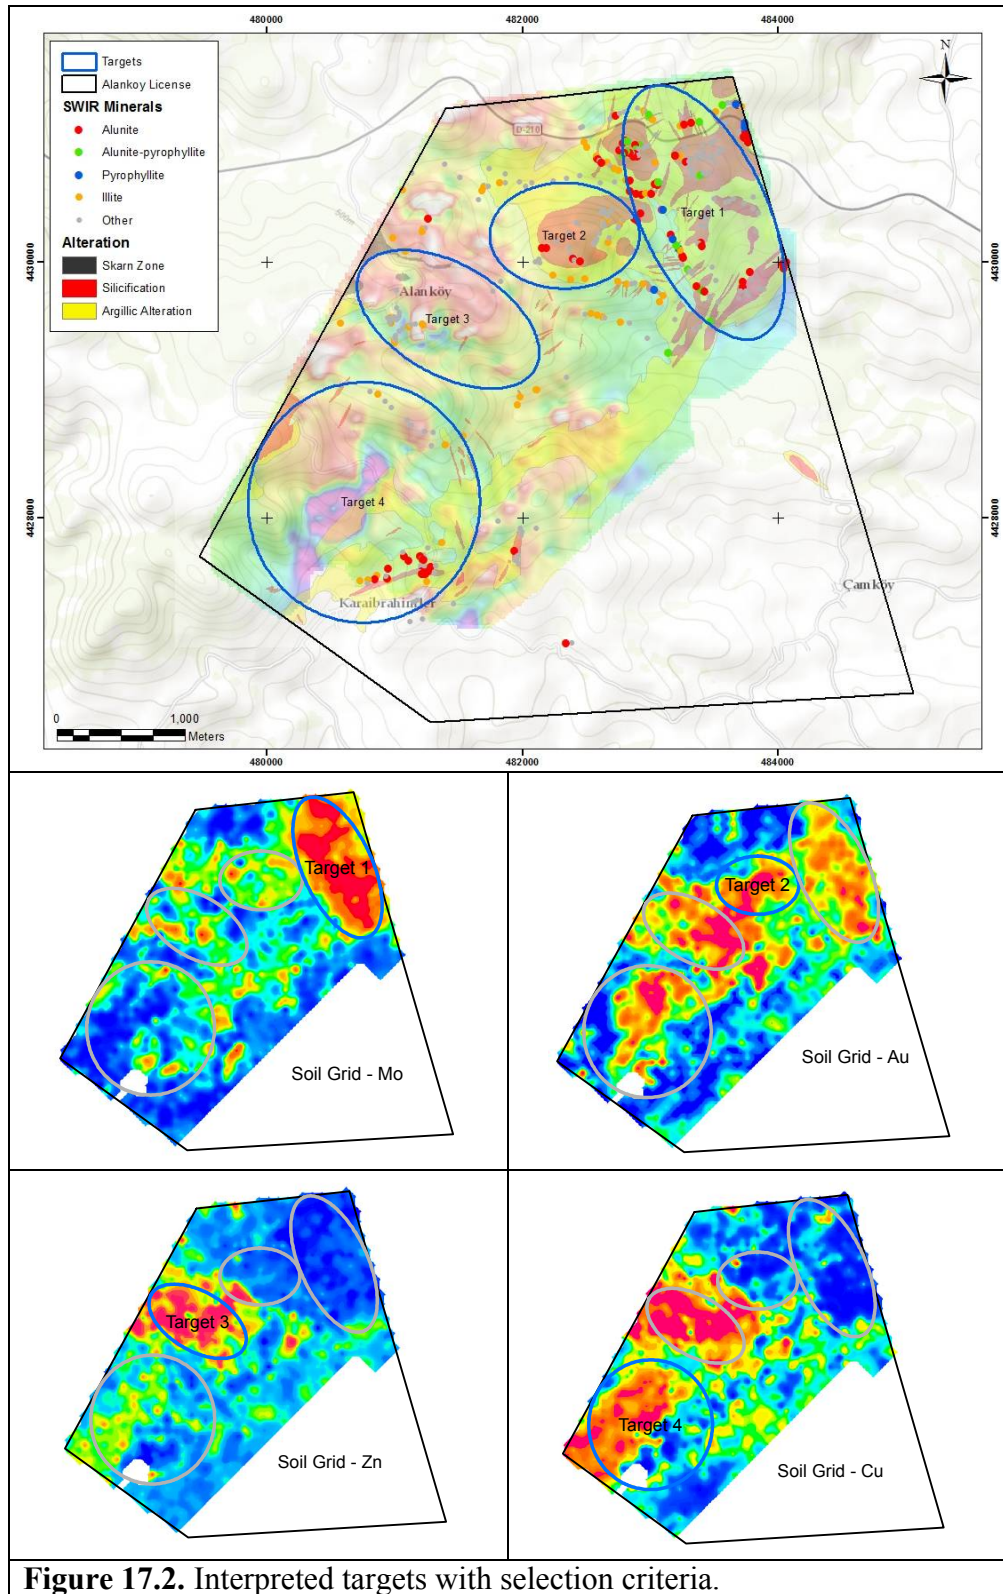 480000 482000 484000
Targets
Alankoy License
SWIR Minerals
Alunite
Alunite-pyrophyllite
Pyrophyllite
Illite
Other
Alteration
Skarn Zone
Silicification
Argillic Alteration
N
D-210
500m
Target 1
Target 2
4430000 4430000
Alanköy
Target 3
Target 4
4428000 4428000
Çamköy
Karaibrahimler
0 1,000
Meters
480000 482000 484000
Target 1
Soil Grid - Mo
Target 2
Soil Grid - Au
Target 3
Soil Grid - Zn
Target 4
Soil Grid - Cu
Figure 17.2. Interpreted targets with selection criteria.